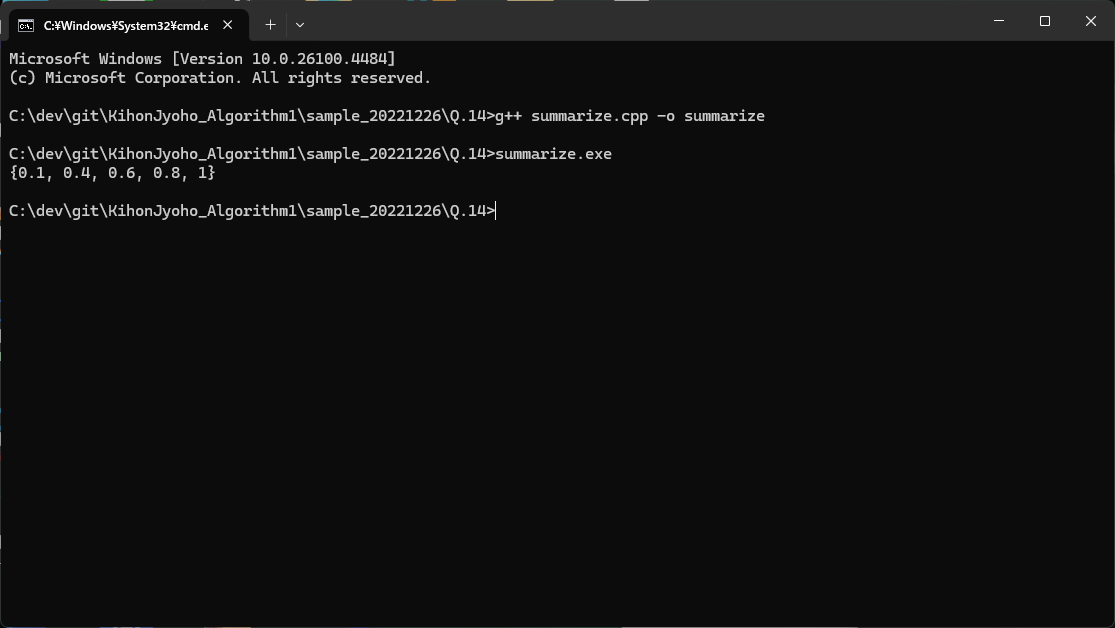 C:¥Windows¥System32¥cmd.e
Microsoft Windows [Version 10.0.26100.4484]
(c) Microsoft Corporation. All rights reserved.
C:\dev\git\KihonJyoho_Algorithm1\sample_20221226\Q.14>g++ summarize.cpp -o summarize
C:\dev\git\KihonJyoho_Algorithm1\sample_20221226\Q.14>summarize.exe
{0.1, 0.4, 0.6, 0.8, 1}
C:\dev\git\KihonJyoho_Algorithm1\sample_20221226\Q.14>